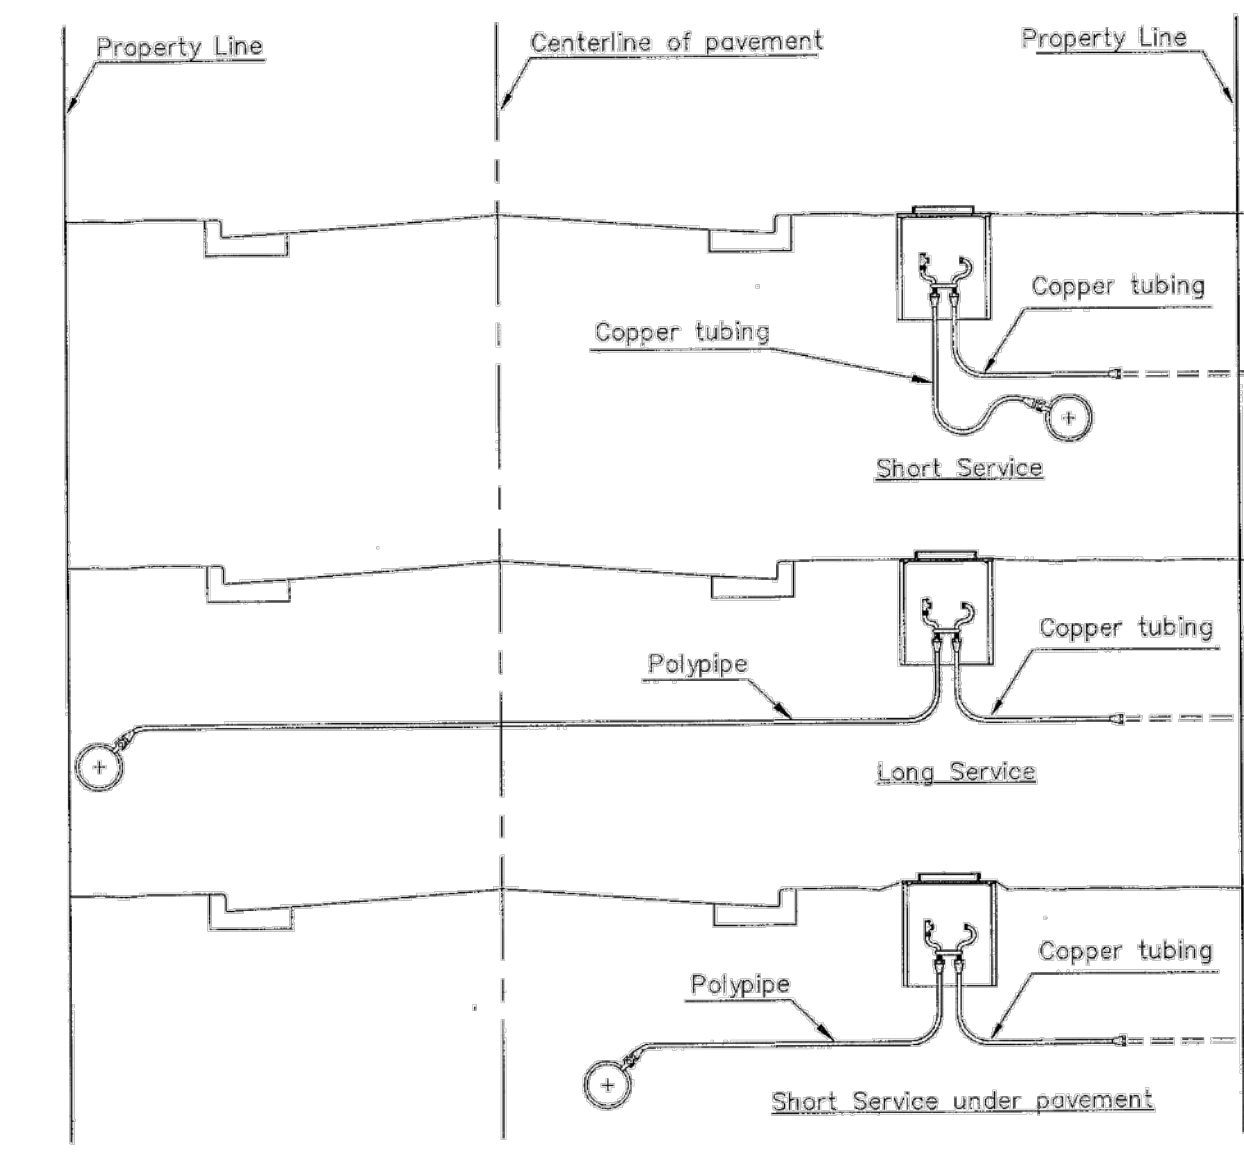 Property Line
Centerline of pavement
Property Line
Copper tubing
Copper tubing
Short Service
Copper tubing
Polypipe
Long Service
Copper tubing
Polypipe
Short Service under pavement